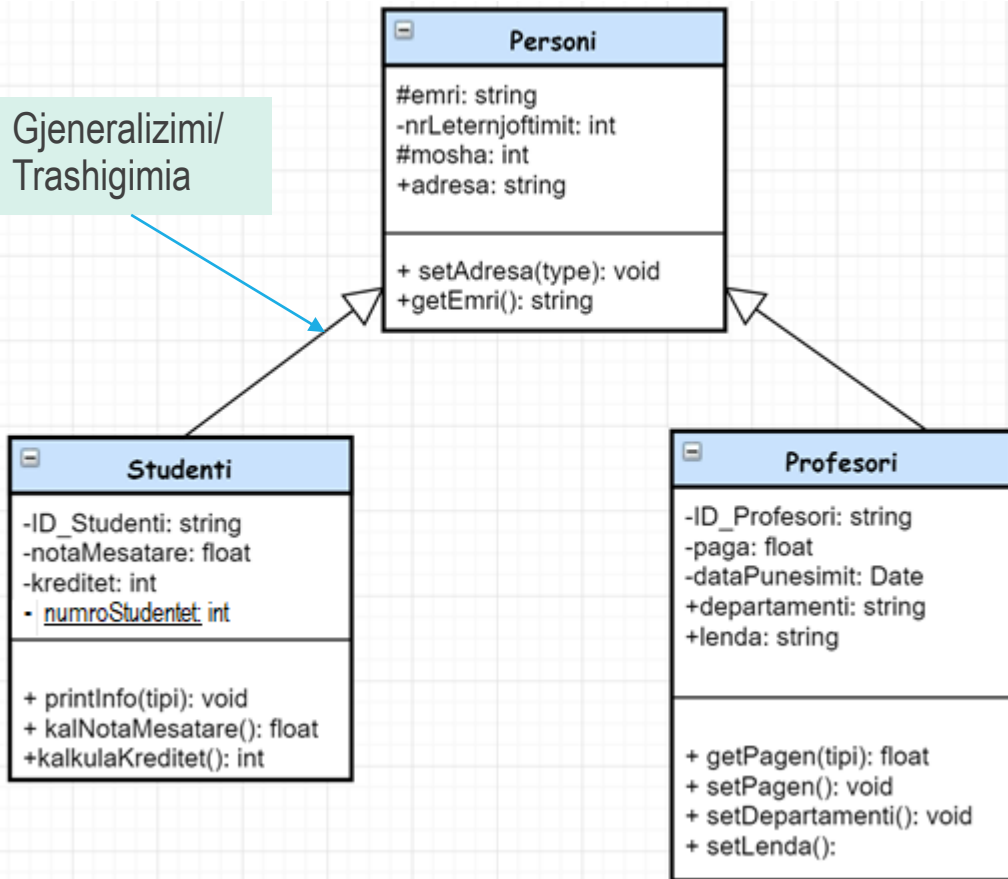 Personi
#emri: string
-nrLeternjoftimit: int
#mosha: int
+adresa: string
+ setAdresa(type): void
+getEmri(): string
Gjeneralizimi/
Trashigimia
Studenti
-ID_Studenti: string
-notaMesatare: float
-kreditet: int
- numroStudentet: int
+ printInfo(tipi): void
+ kalNotaMesatare(): float
+kalkulaKreditet(): int
Profesori
-ID_Profesori: string
-paga: float
-dataPunesimit: Date
+departamenti: string
+lenda: string
+ getPagen(tipi): float
+ setPagen(): void
+ setDepartamenti(): void
+ setLenda():